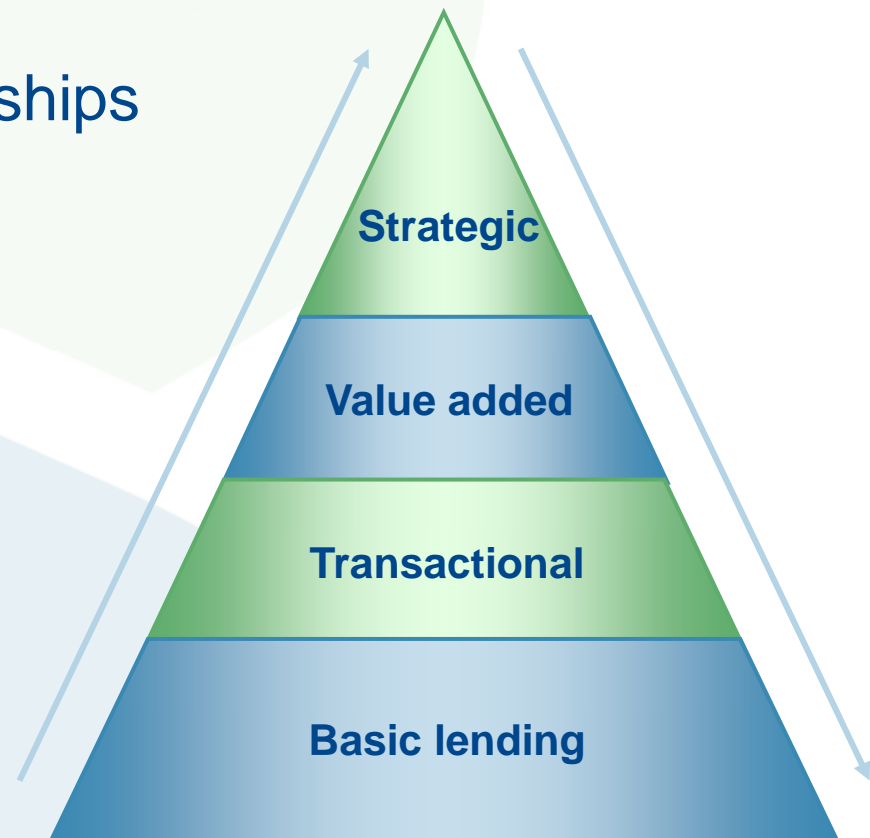 ships
Strategic
Value added
Transactional
Basic lending